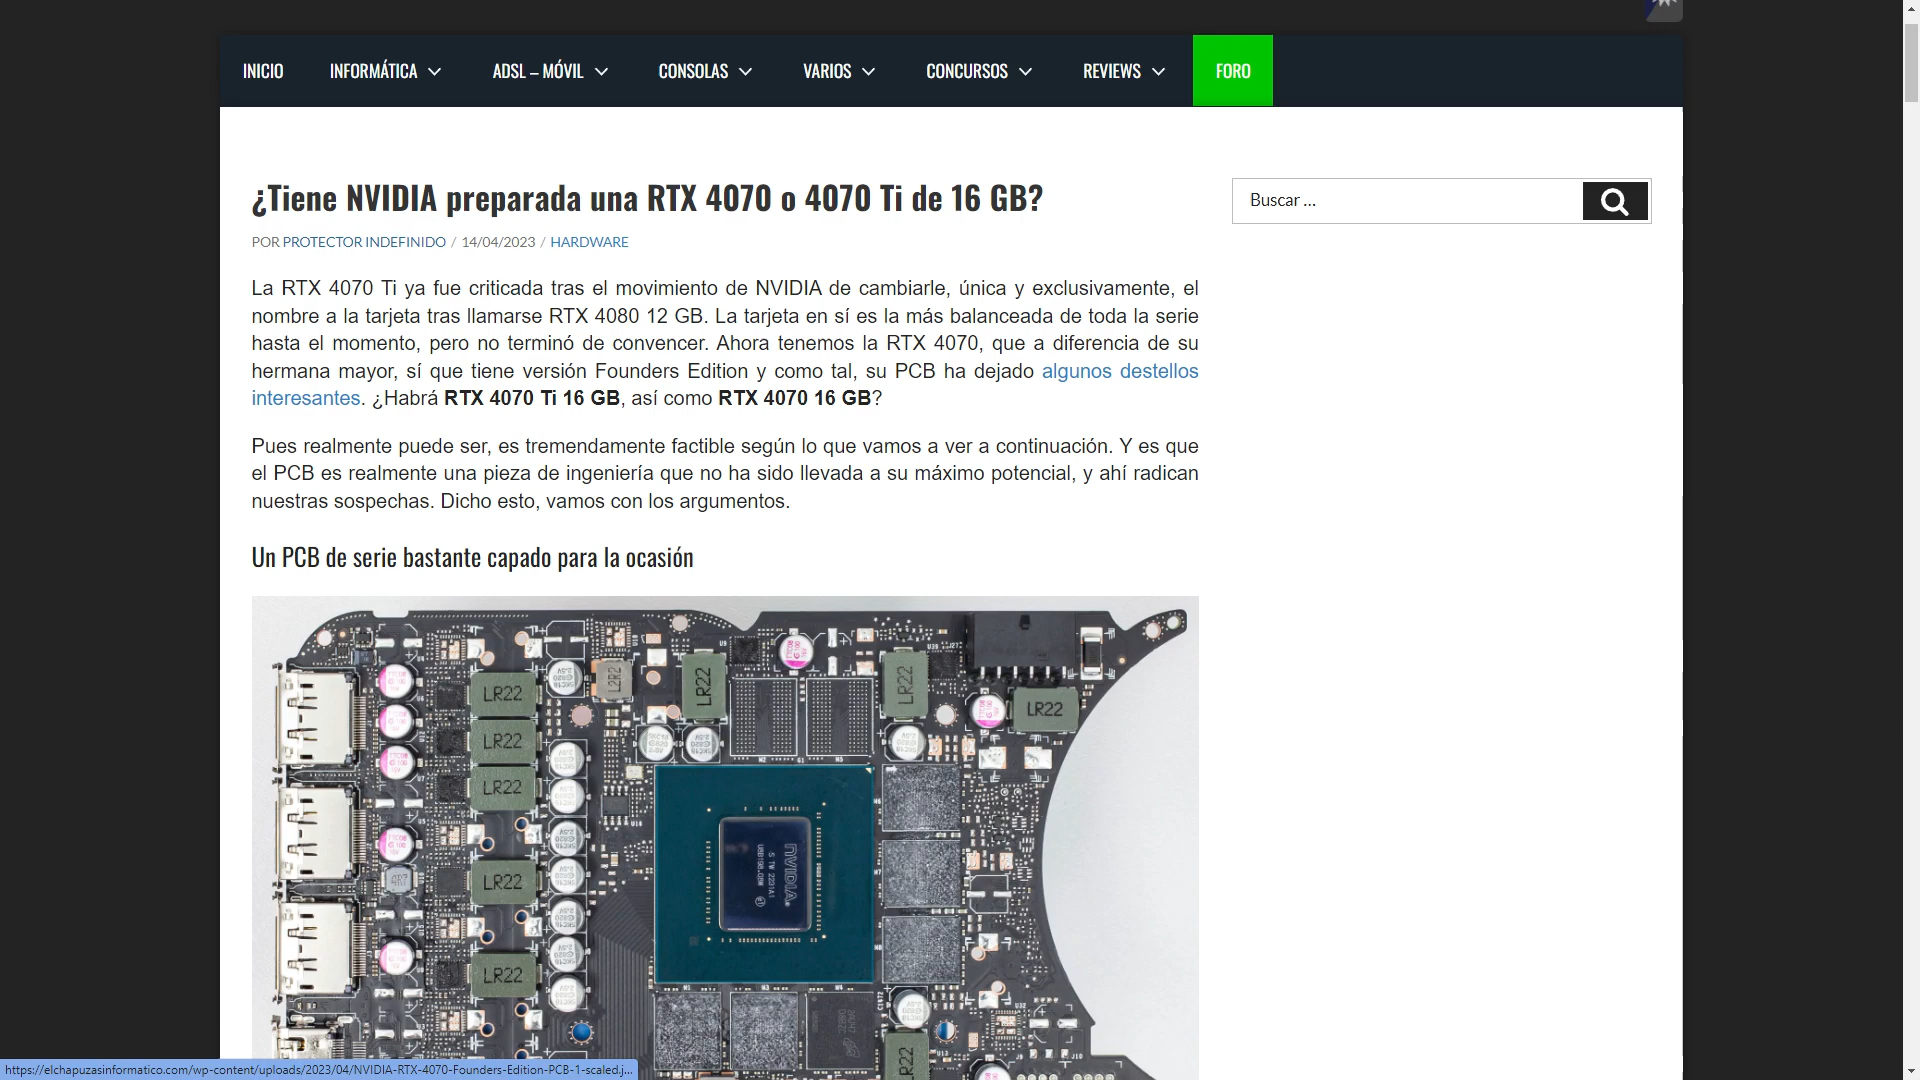 INICIO INFORMÁTICA ADSL – MÓVIL CONSOLAS VARIOS CONCURSOS REVIEWS FORO
¿Tiene NVIDIA preparada una RTX 4070 o 4070 Ti de 16 GB?
Buscar ...
POR PROTECTOR INDEFINIDO / 14/04/2023 / HARDWARE
La RTX 4070 Ti ya fue criticada tras el movimiento de NVIDIA de cambiarle, única y exclusivamente, el
nombre a la tarjeta tras llamarse RTX 4080 12 GB. La tarjeta en sí es la más balanceada de toda la serie
hasta el momento, pero no terminó de convencer. Ahora tenemos la RTX 4070, que a diferencia de su
hermana mayor, sí que tiene versión Founders Edition y como tal, su PCB ha dejado algunos destellos
interesantes. ¿Habrá RTX 4070 Ti 16 GB, así como RTX 4070 16 GB?
Pues realmente puede ser, es tremendamente factible según lo que vamos a ver a continuación. Y es que
el PCB es realmente una pieza de ingeniería que no ha sido llevada a su máximo potencial, y ahí radican
nuestras sospechas. Dicho esto, vamos con los argumentos.
Un PCB de serie bastante capado para la ocasión
LR22
L2R2
LR22
LR22
LR22
LR22
LR22
NVIDIA
4R7
LR22
LR22
LR22
https://elchapuzasinformatico.com/wp-content/uploads/2023/04/NVIDIA-RTX-4070-Founders-Edition-PCB-1-scaled.j...